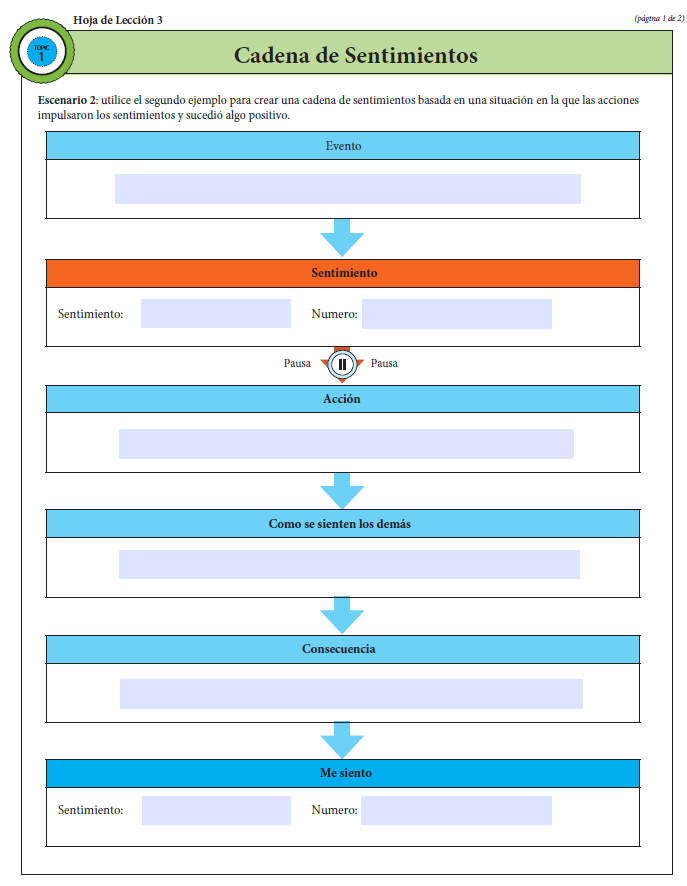 Hoja de Lección 3
(página 1 de 2)
TOPIC
1
Cadena de Sentimientos
Escenario 2: utilice el segundo ejemplo para crear una cadena de sentimientos basada en una situación en la que las acciones
impulsaron los sentimientos y sucedió algo positivo.
Evento
Sentimiento
Sentimiento:
Numero:
Pausa
Pausa
Acción
Como se sienten los demás
Consecuencia
Me siento
Sentimiento:
Numero: